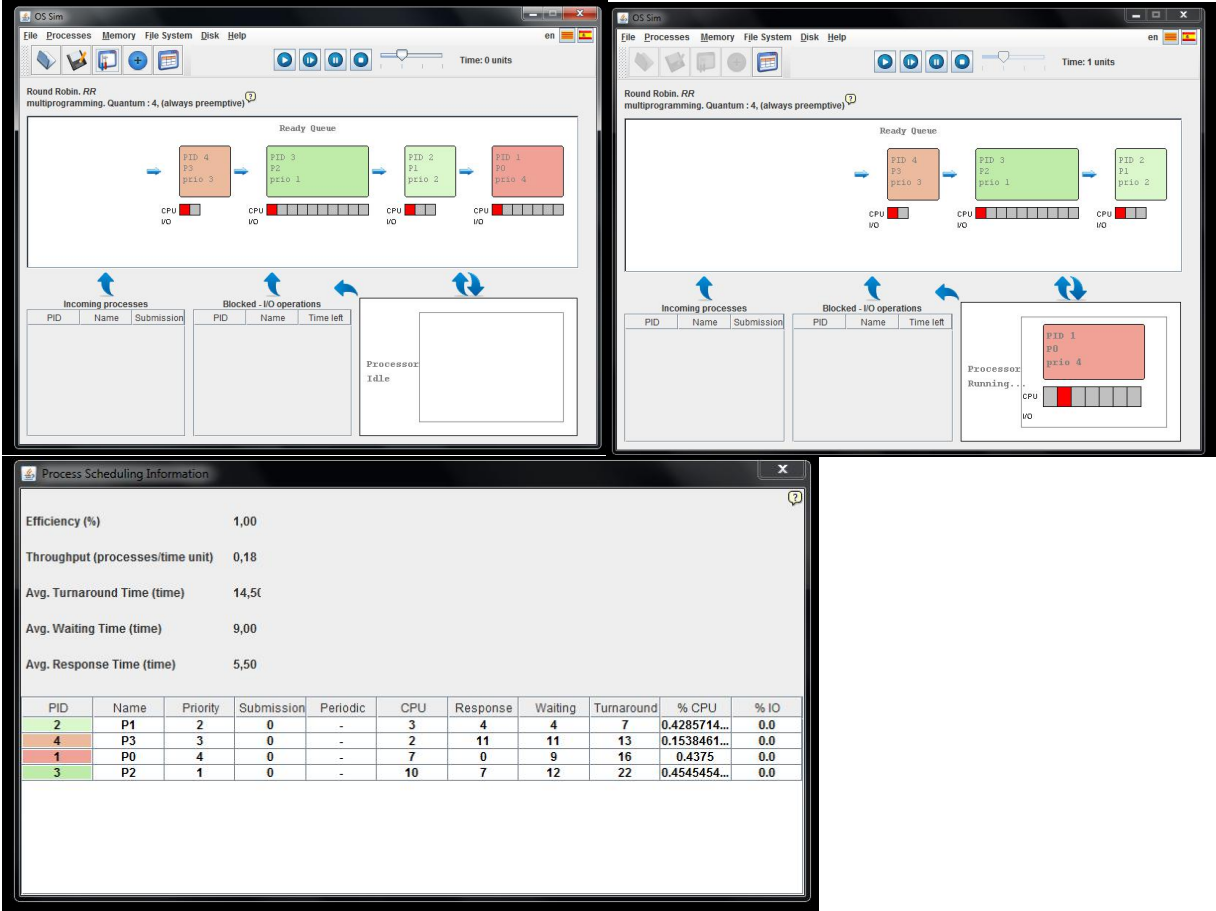 OS Sim
File Processes Memory File System Disk Help en
Time: 0 units
Round Robin. RR
multiprogramming. Quantum : 4, (always preemptive) ?
Ready Queue
PID 4 PID 3 PID 2 PID 1
P3 P2 P1 P0
prio 3 prio 1 prio 2 prio 4
CPU CPU CPU CPU
I/O I/O I/O I/O
Incoming processes Blocked - I/O operations
PID Name Submission PID Name Time left
Processor
Idle
OS Sim
File Processes Memory File System Disk Help en
Time: 1 units
Round Robin. RR
multiprogramming. Quantum : 4, (always preemptive) ?
Ready Queue
PID 4 PID 3 PID 2
P3 P2 P1
prio 3 prio 1 prio 2
CPU CPU CPU
I/O I/O I/O
Incoming processes Blocked - I/O operations
PID Name Submission PID Name Time left
PID 1
P0
prio 4
Processor
Running...
CPU
I/O
Process Scheduling Information
?
Efficiency (%) 1,00
Throughput (processes/time unit) 0,18
Avg. Turnaround Time (time) 14,50
Avg. Waiting Time (time) 9,00
Avg. Response Time (time) 5,50
PID Name Priority Submission Periodic CPU Response Waiting Turnaround % CPU % IO
2 P1 2 0 - 3 4 4 7 0.4285714... 0.0
4 P3 3 0 - 2 11 11 13 0.1538461... 0.0
1 P0 4 0 - 7 0 9 16 0.4375 0.0
3 P2 1 0 - 10 7 12 22 0.4545454... 0.0